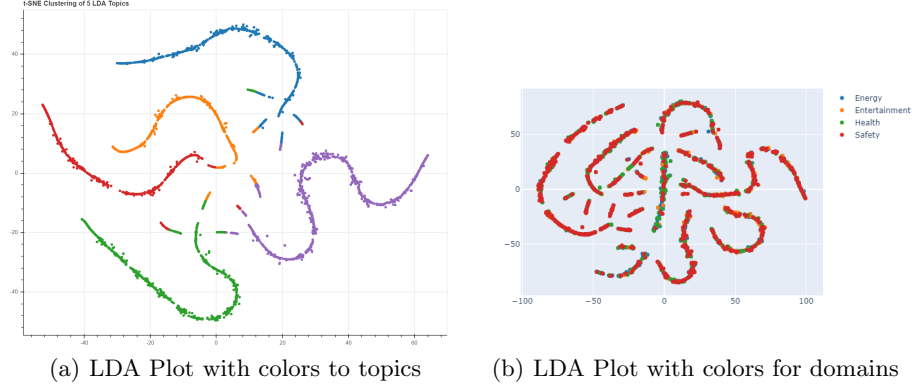 t-SNE Clustering of 5 LDA Topics
40
20
0
-20
-40
-40
-20
0
20
40
60
50
0
−50
−100
−50
0
50
100
Energy
Entertainment
Health
Safety
(a) LDA Plot with colors to topics
(b) LDA Plot with colors for domains